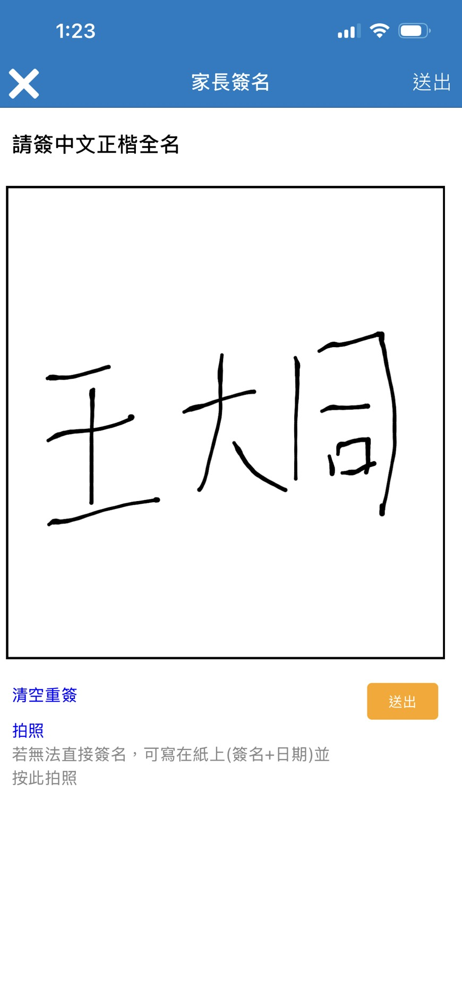 1:23
家長簽名
送出
請簽中文正楷全名
王大同
清空重簽
送出
拍照
若無法直接簽名，可寫在紙上(簽名+日期)並
按此拍照